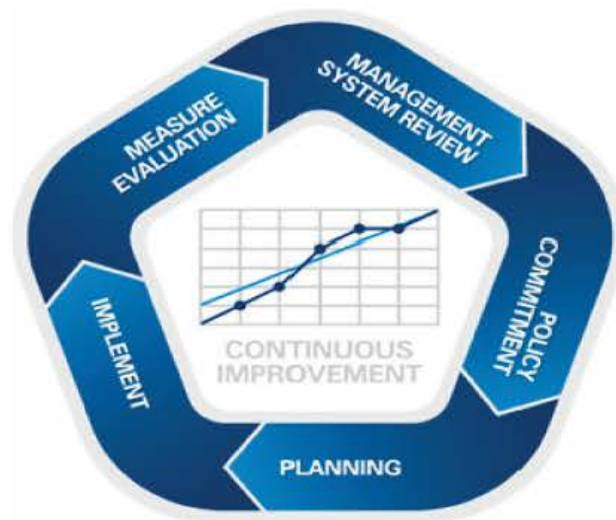 MANAGEMENT
SYSTEM REVIEW
POLICY
COMMITMENT
PLANNING
IMPLEMENT
MEASURE
EVALUATION
CONTINUOUS
IMPROVEMENT